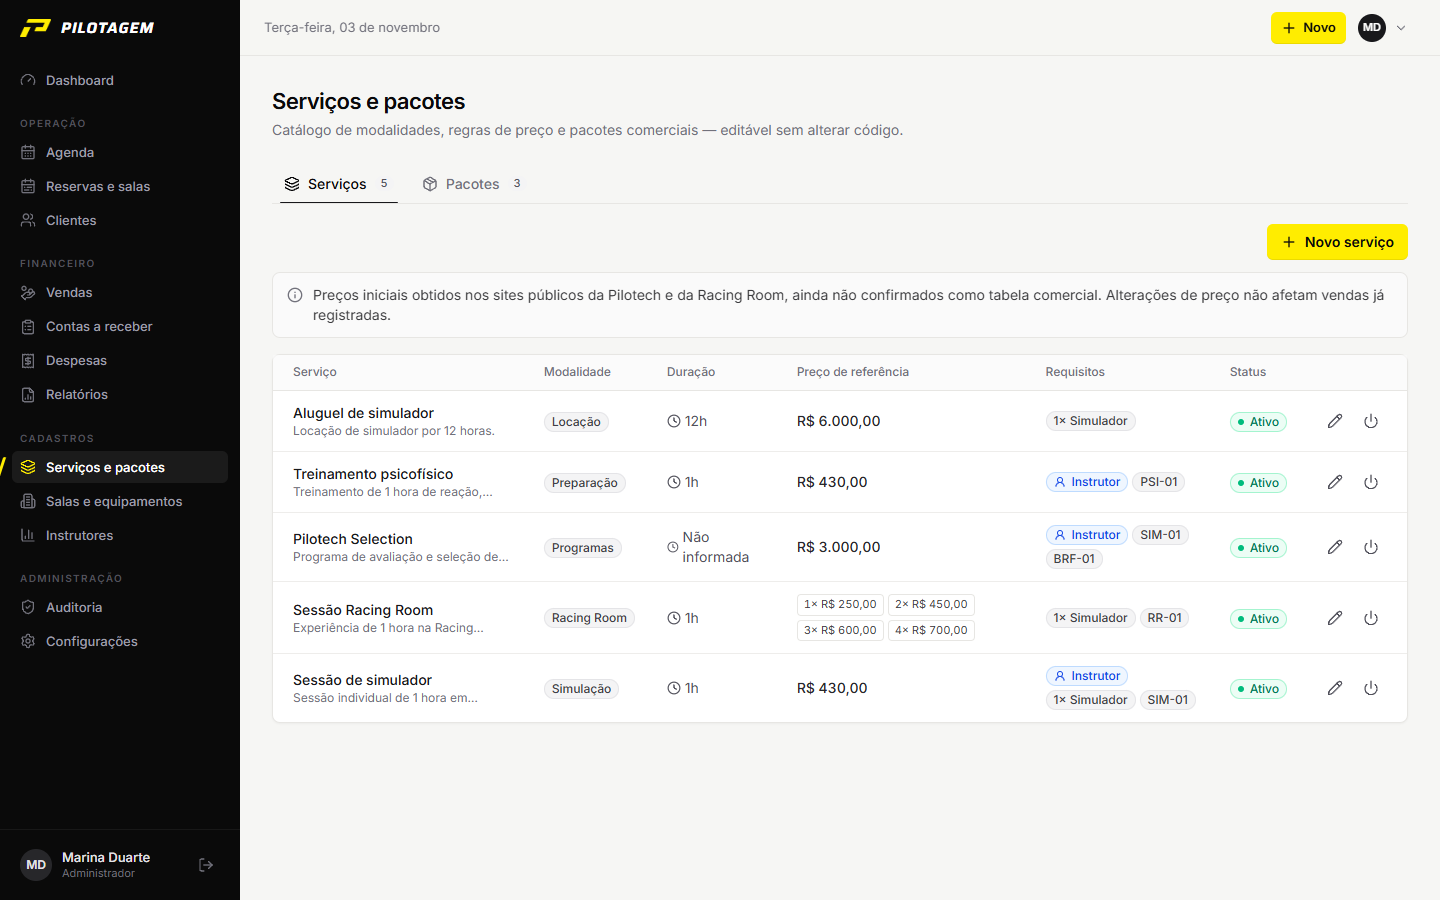 PILOTAGEM
Dashboard
OPERAÇÃO
Agenda
Reservas e salas
Clientes
FINANCEIRO
Vendas
Contas a receber
Despesas
Relatórios
CADASTROS
Serviços e pacotes
Salas e equipamentos
Instrutores
ADMINISTRAÇÃO
Auditoria
Configurações
MD
Marina Duarte
Administrador
Terça-feira, 03 de novembro
Novo
MD
Serviços e pacotes
Catálogo de modalidades, regras de preço e pacotes comerciais — editável sem alterar código.
Serviços 5
Pacotes 3
Novo serviço
Preços iniciais obtidos nos sites públicos da Pilotech e da Racing Room, ainda não confirmados como tabela comercial. Alterações de preço não afetam vendas já
registradas.
Serviço Modalidade Duração Preço de referência Requisitos Status
Aluguel de simulador
Locação de simulador por 12 horas.
Locação
12h
R$ 6.000,00
1× Simulador
Ativo
Treinamento psicofísico
Treinamento de 1 hora de reação,...
Preparação
1h
R$ 430,00
Instrutor PSI-01
Ativo
Pilotech Selection
Programa de avaliação e seleção de...
Programas
Não
informada
R$ 3.000,00
Instrutor SIM-01
BRF-01
Ativo
Sessão Racing Room
Experiência de 1 hora na Racing...
Racing Room
1h
1× R$ 250,00 2× R$ 450,00
3× R$ 600,00 4× R$ 700,00
1× Simulador RR-01
Ativo
Sessão de simulador
Sessão individual de 1 hora em...
Simulação
1h
R$ 430,00
Instrutor
1× Simulador SIM-01
Ativo